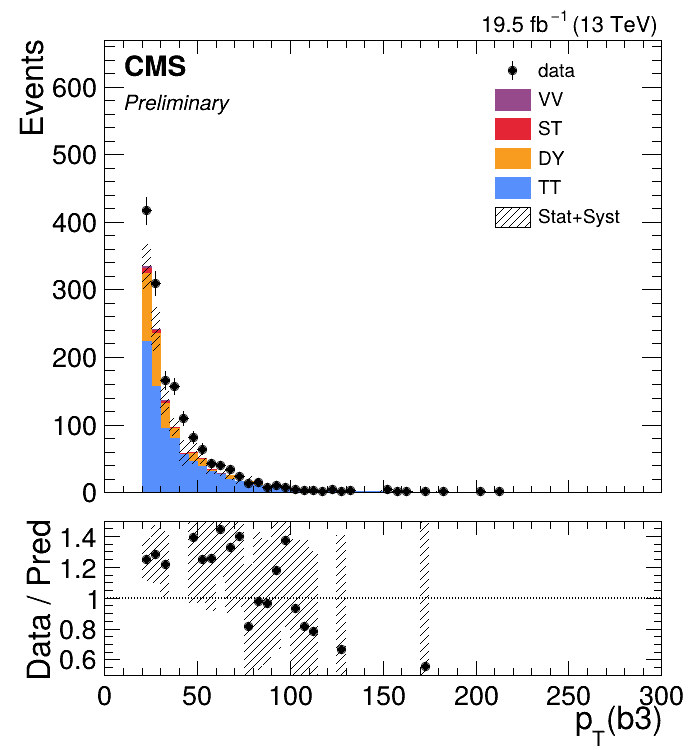 19.5 fb⁻¹ (13 TeV)
CMS
Preliminary
data
VV
ST
DY
TT
Stat+Syst
Events
600
500
400
300
200
100
0
Data / Pred
1.4
1.2
1
0.8
0.6
0 50 100 150 200 250 300
p_T(b3)